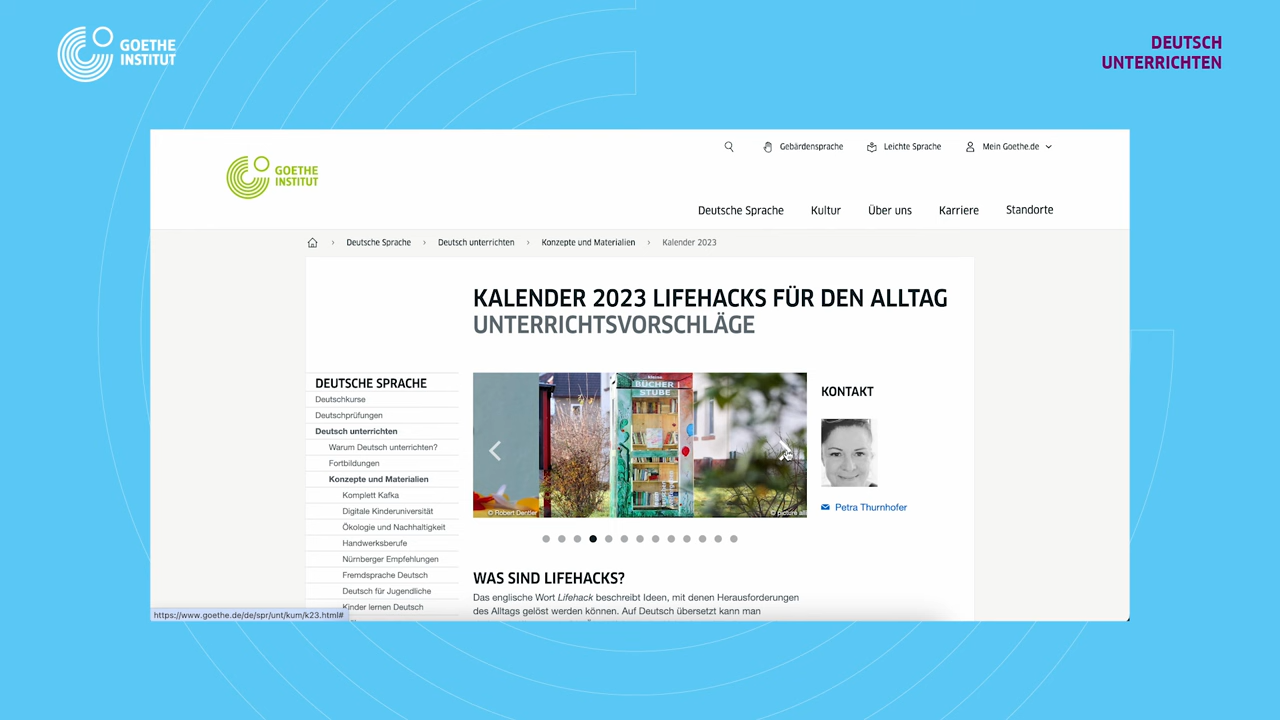 GOETHE
INSTITUT
DEUTSCH
UNTERRICHTEN
Gebärdensprache
Leichte Sprache
Mein Goethe.de
GOETHE
INSTITUT
Deutsche Sprache
Kultur
Über uns
Karriere
Standorte
Deutsche Sprache
Deutsch unterrichten
Konzepte und Materialien
Kalender 2023
KALENDER 2023 LIFEHACKS FÜR DEN ALLTAG
UNTERRICHTSVORSCHLÄGE
DEUTSCHE SPRACHE
Deutschkurse
Deutschprüfungen
Deutsch unterrichten
Warum Deutsch unterrichten?
Fortbildungen
Konzepte und Materialien
Komplett Kafka
Digitale Kinderuniversität
Ökologie und Nachhaltigkeit
Handwerksberufe
Nürnberger Empfehlungen
Fremdsprache Deutsch
Deutsch für Jugendliche
Kinder lernen Deutsch
BÜCHER
STUBE
© Robert Dentler
© picture all
KONTAKT
Petra Thurnhofer
WAS SIND LIFEHACKS?
Das englische Wort Lifehack beschreibt Ideen, mit denen Herausforderungen
des Alltags gelöst werden können. Auf Deutsch übersetzt kann man
https://www.goethe.de/de/spr/unt/kum/k23.html#